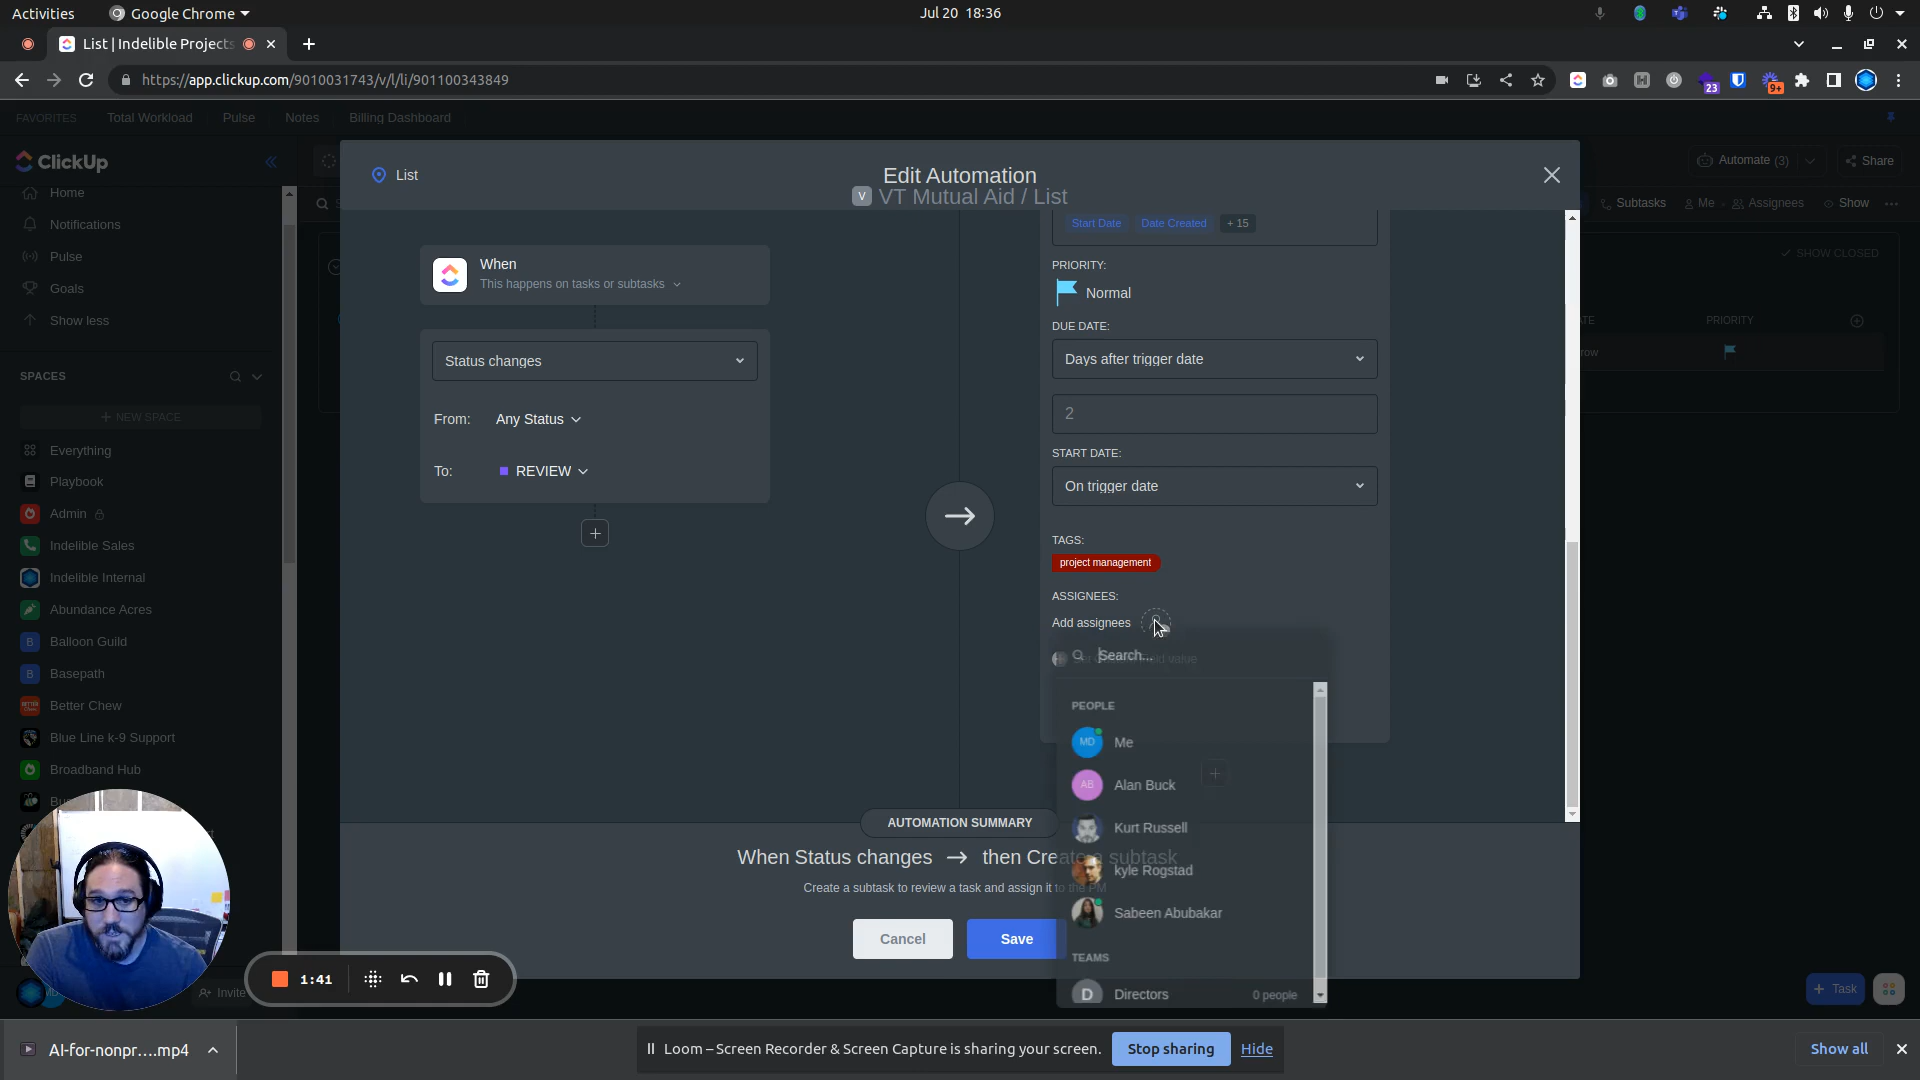 Activities
Google Chrome
Jul 20 18:36
List | Indelible Projects
https://app.clickup.com/9010031743/v/l/li/901100343849
23
9+
FAVORITES
Total Workload
Pulse
Notes
Billing Dashboard
ClickUp
Home
Notifications
Pulse
Goals
Show less
SPACES
+ NEW SPACE
Everything
Playbook
Admin
Indelible Sales
Indelible Internal
Abundance Acres
B
Balloon Guild
B
Basepath
Better Chew
Blue Line k-9 Support
Broadband Hub
Invite
List
Edit Automation
V
VT Mutual Aid / List
Automate (3)
Share
Subtasks
Me
Assignees
Show
SHOW CLOSED
PRIORITY
When
This happens on tasks or subtasks
Status changes
From:
Any Status
To:
REVIEW
Start Date
Date Created
+ 15
PRIORITY:
Normal
DUE DATE:
Days after trigger date
2
START DATE:
On trigger date
TAGS:
project management
ASSIGNEES:
Add assignees
Search...
PEOPLE
MD
Me
AB
Alan Buck
Kurt Russell
kyle Rogstad
Sabeen Abubakar
TEAMS
D
Directors
0 people
AUTOMATION SUMMARY
When Status changes → then Create a subtask
Create a subtask to review a task and assign it to the PM
Cancel
Save
1:41
+ Task
AI-for-nonpr....mp4
Loom – Screen Recorder & Screen Capture is sharing your screen.
Stop sharing
Hide
Show all